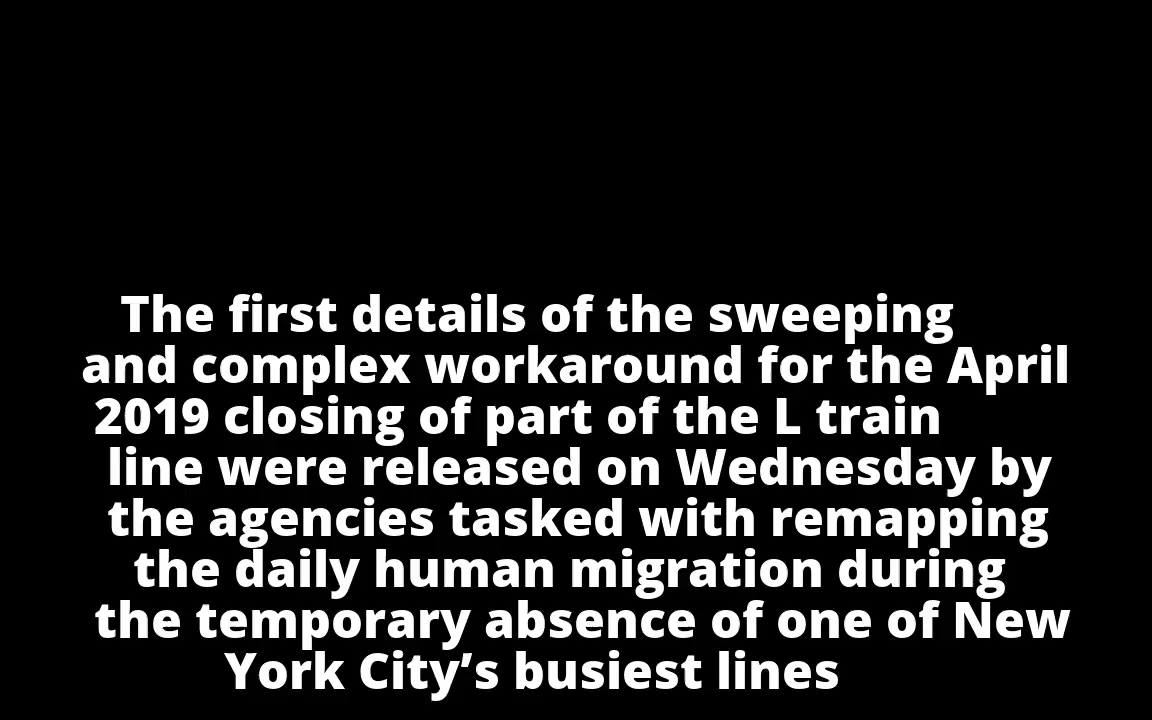 The first details of the sweeping
and complex workaround for the April
2019 closing of part of the L train
line were released on Wednesday by
the agencies tasked with remapping
the daily human migration during
the temporary absence of one of New
York City’s busiest lines